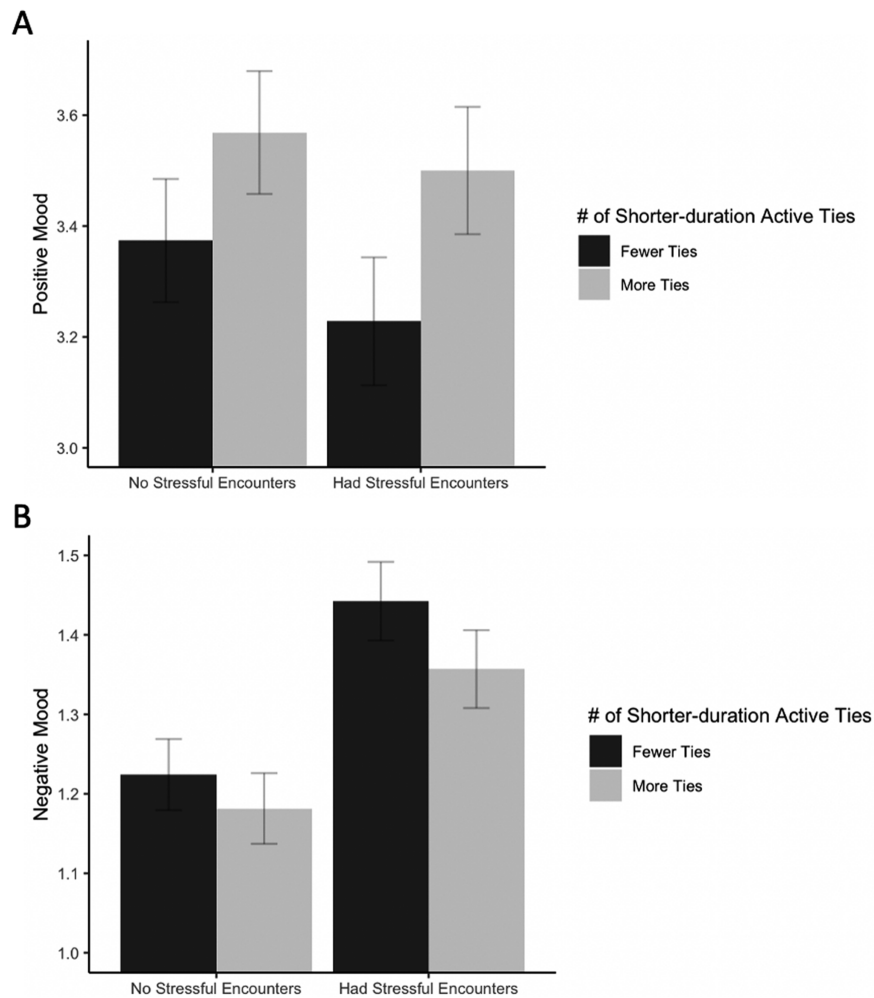 A
3.6
3.4
3.2
3.0
Positive Mood
No Stressful Encounters
Had Stressful Encounters
# of Shorter-duration Active Ties
Fewer Ties
More Ties
B
1.5
1.4
1.3
1.2
1.1
1.0
Negative Mood
No Stressful Encounters
Had Stressful Encounters
# of Shorter-duration Active Ties
Fewer Ties
More Ties